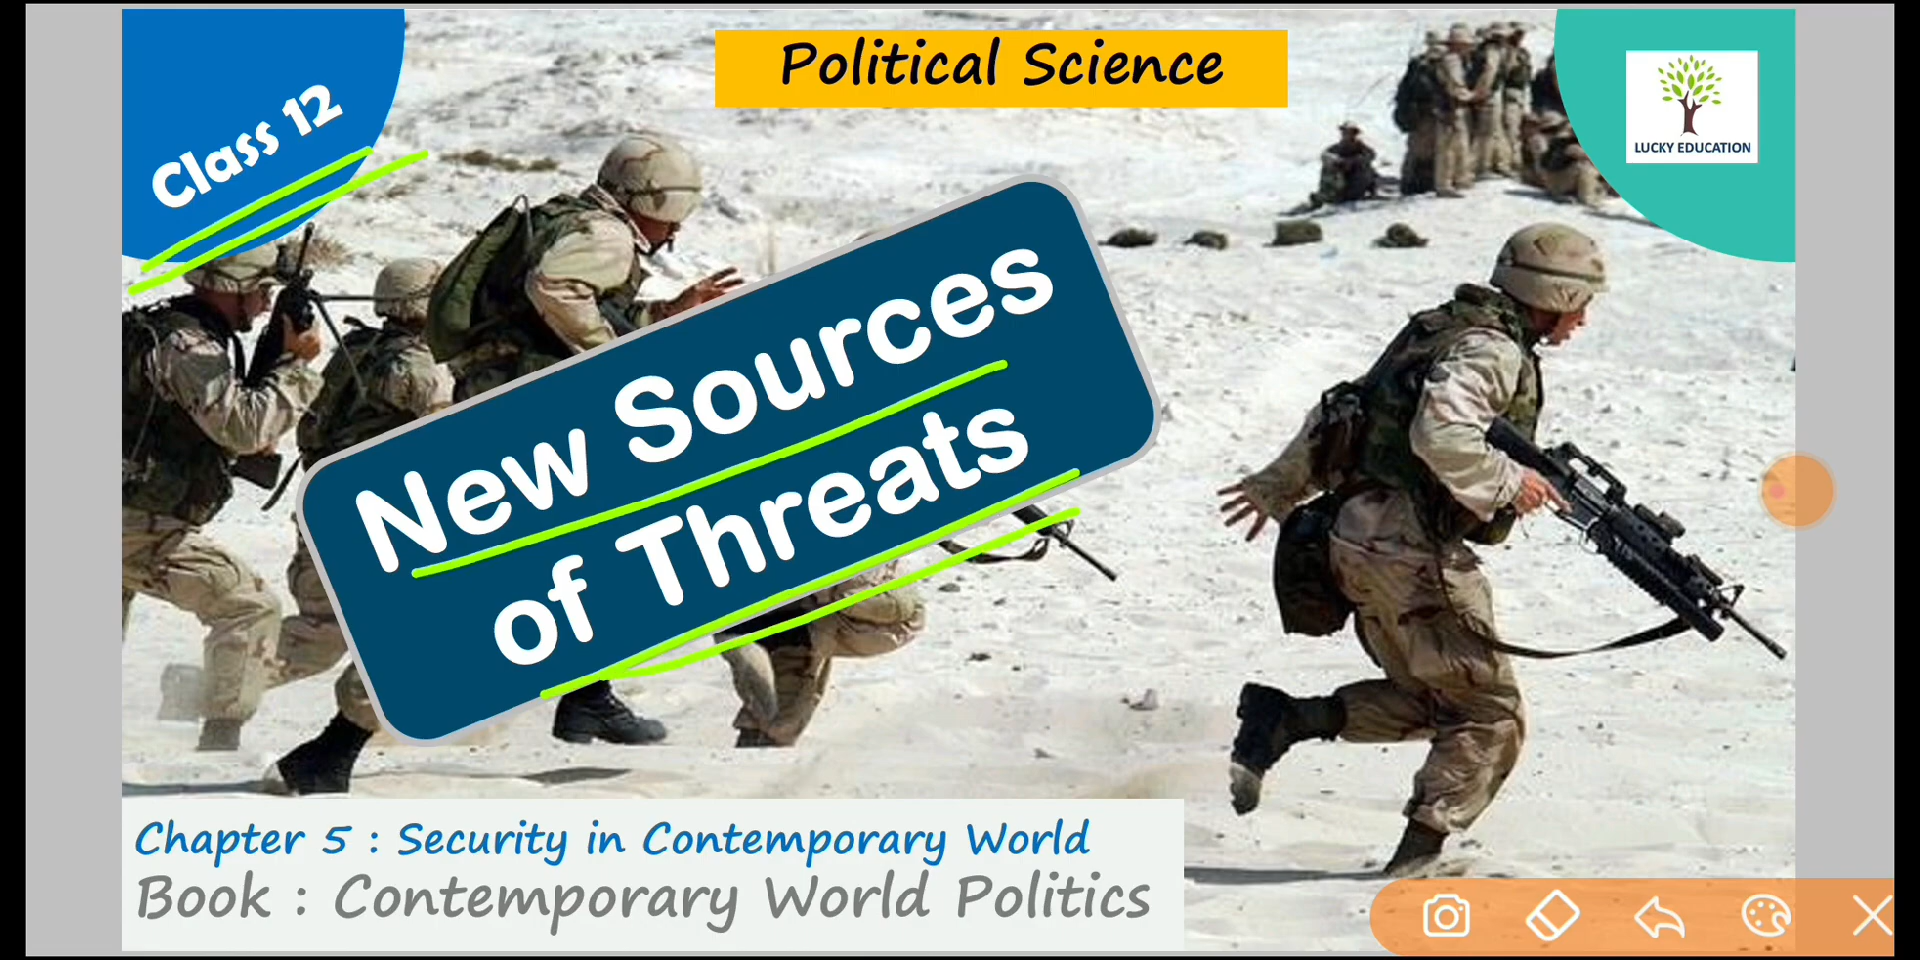 Political Science
Class 12
LUCKY EDUCATION
New Sources
of Threats
Chapter 5 : Security in Contemporary World
Book : Contemporary World Politics